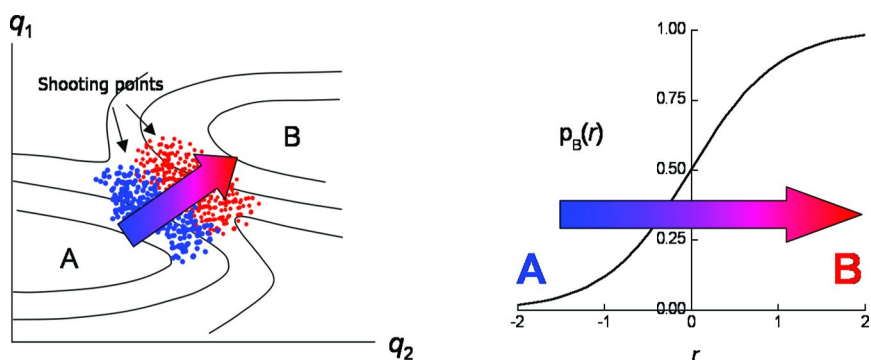 q1
Shooting points
B
A
q2
1.00
0.75
pB(r)
0.50
0.25
A
B
0.00
-2
-1
0
1
2
r